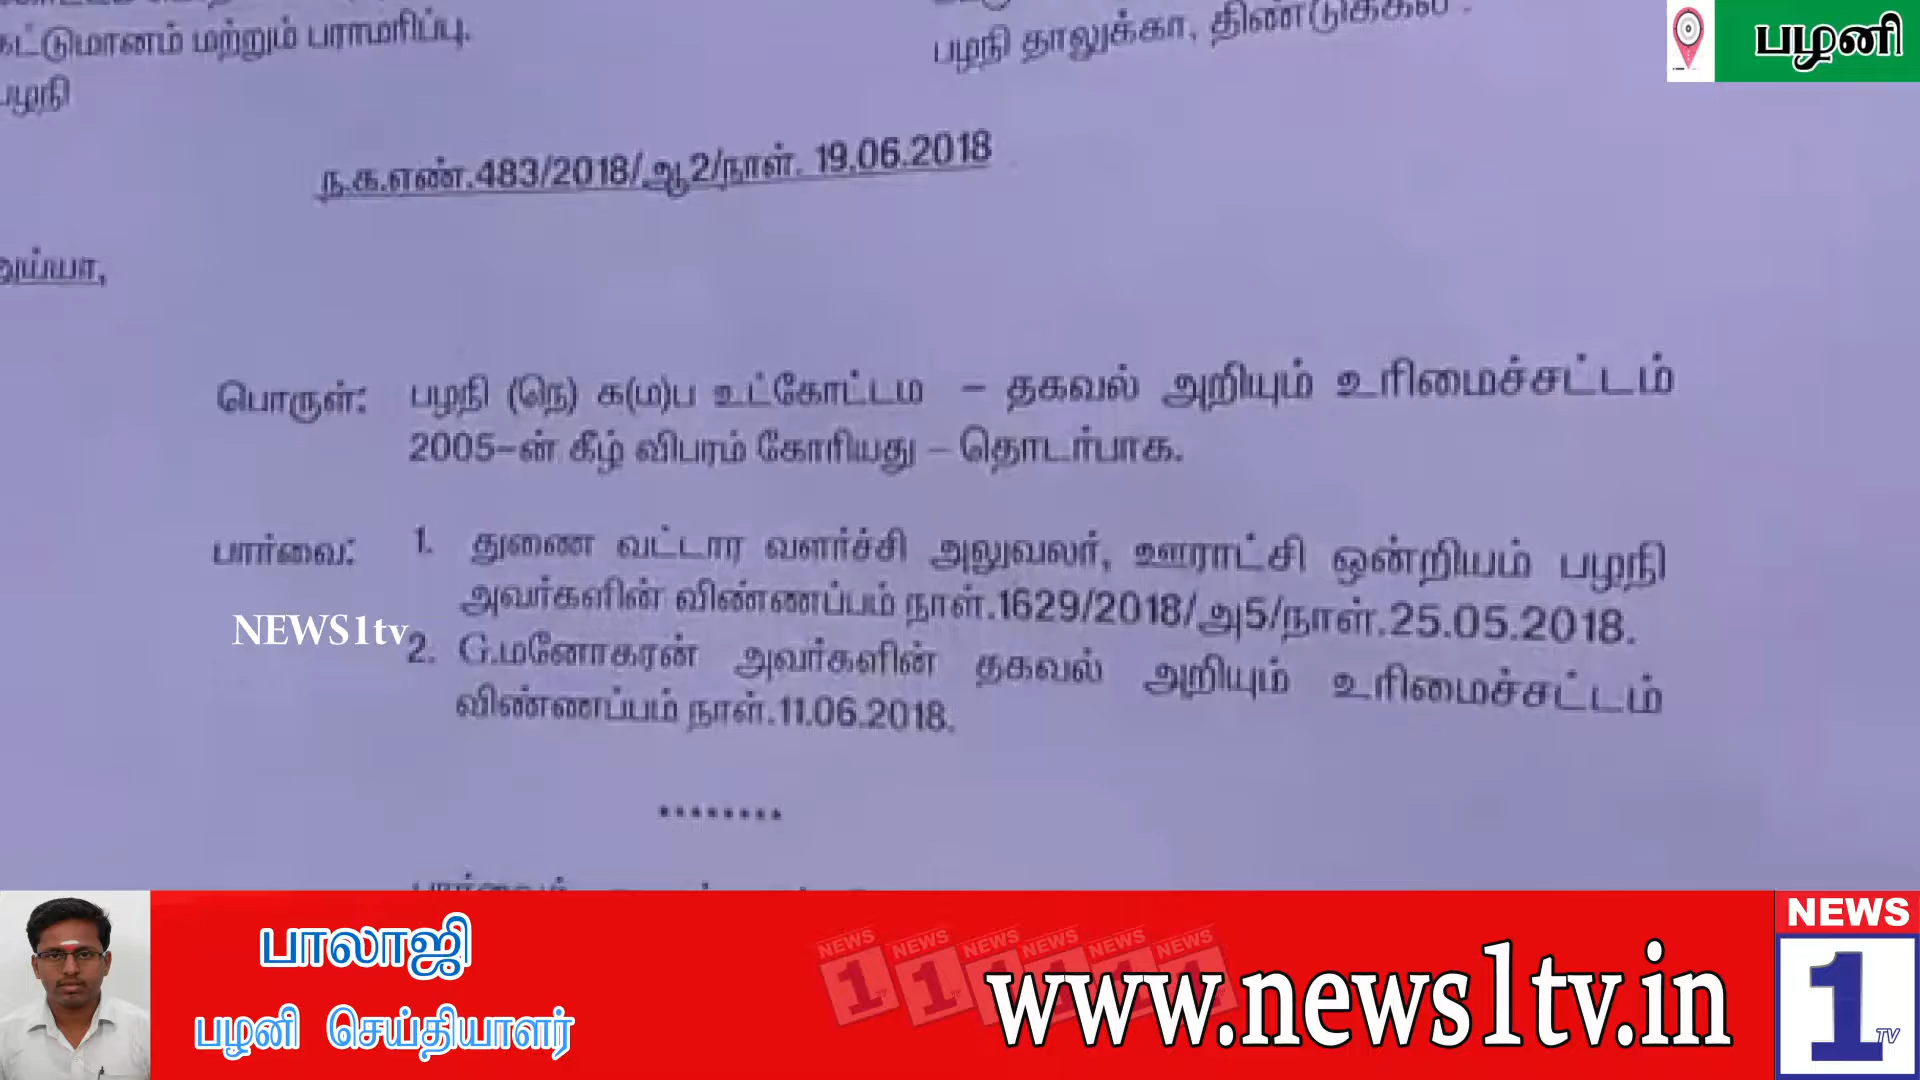 கட்டுமானம் மற்றும் பராமரிப்பு.
பழநி தாலுக்கா, திண்டுக்கல்.
பழநி
பழனி
ந.க.எண்.483/2018/ஆ2/நாள். 19.06.2018
அய்யா,
பொருள்: பழநி (நெ) க(ம)ப உட்கோட்டம – தகவல் அறியும் உரிமைச்சட்டம்
2005–ன் கீழ் விபரம் கோரியது – தொடர்பாக.
பார்வை: 1. துணை வட்டார வளர்ச்சி அலுவலர், ஊராட்சி ஒன்றியம் பழநி
அவர்களின் விண்ணப்பம் நாள்.1629/2018/அ5/நாள்.25.05.2018.
NEWS1tv
2. G.மனோகரன் அவர்களின் தகவல் அறியும் உரிமைச்சட்டம்
விண்ணப்பம் நாள்.11.06.2018.
********
பாலாஜி
பழனி செய்தியாளர்
www.news1tv.in
NEWS
1
TV